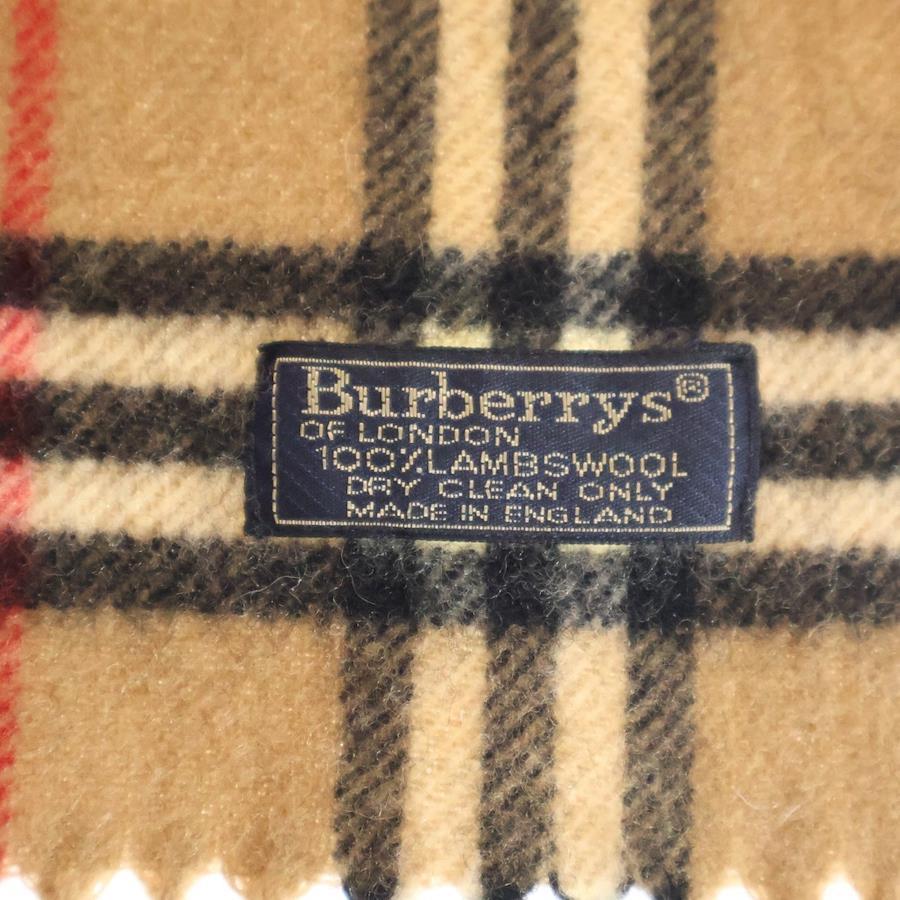 Burberrys®
OF LONDON
100%LAMBSWOOL
DRY CLEAN ONLY
MADE IN ENGLAND